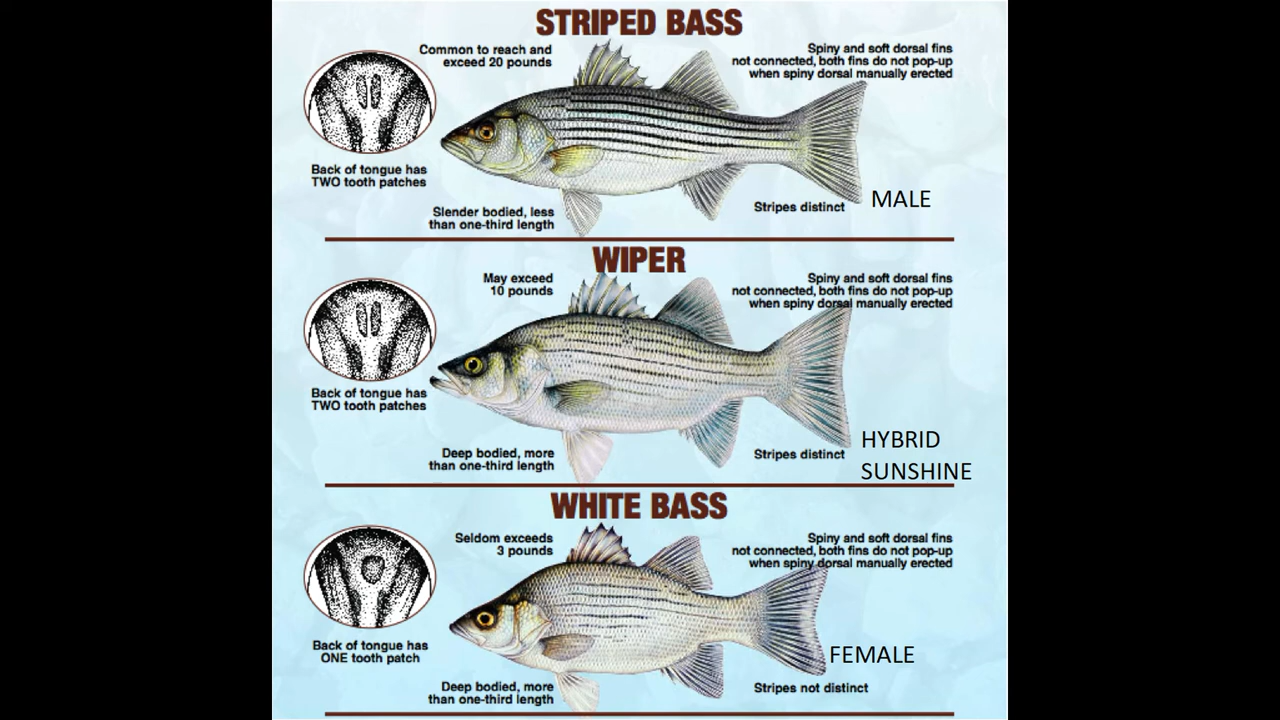 STRIPED BASS
Common to reach and
exceed 20 pounds
Spiny and soft dorsal fins
not connected, both fins do not pop-up
when spiny dorsal manually erected
Back of tongue has
TWO tooth patches
Slender bodied, less
than one-third length
Stripes distinct
MALE
WIPER
May exceed
10 pounds
Spiny and soft dorsal fins
not connected, both fins do not pop-up
when spiny dorsal manually erected
Back of tongue has
TWO tooth patches
Deep bodied, more
than one-third length
Stripes distinct
HYBRID
SUNSHINE
WHITE BASS
Seldom exceeds
3 pounds
Spiny and soft dorsal fins
not connected, both fins do not pop-up
when spiny dorsal manually erected
Back of tongue has
ONE tooth patch
Deep bodied, more
than one-third length
Stripes not distinct
FEMALE